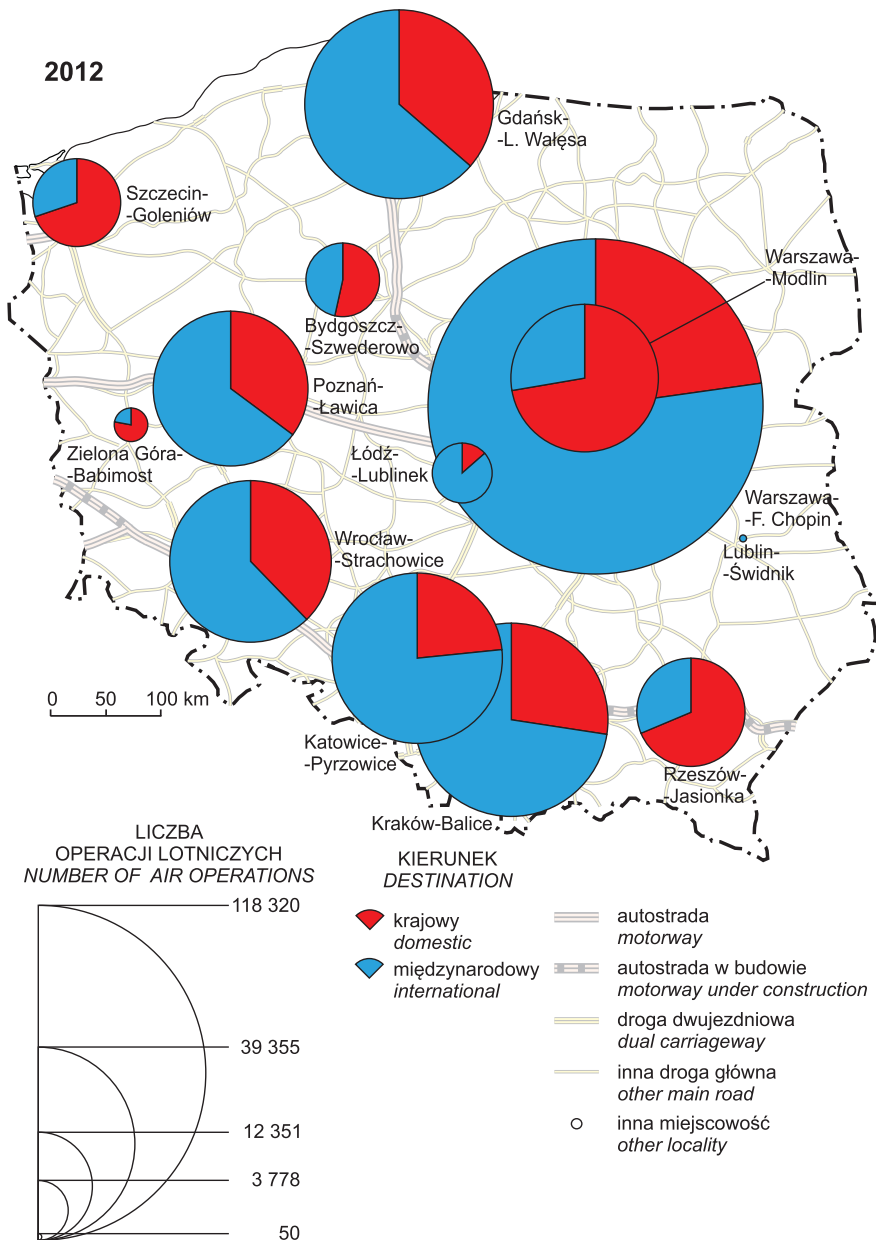 2012
Gdańsk-
-L. Wałęsa
Szczecin-
-Goleniów
Warszawa-
-Modlin
Bydgoszcz-
-Szwederowo
Poznań-
-Ławica
Zielona Góra-
-Babimost
Łódź-
-Lublinek
Warszawa-
-F. Chopin
Lublin-
-Świdnik
Wrocław-
-Strachowice
0 50 100 km
Katowice-
-Pyrzowice
Rzeszów-
-Jasionka
Kraków-Balice
LICZBA
OPERACJI LOTNICZYCH
NUMBER OF AIR OPERATIONS
118 320
39 355
12 351
3 778
50
KIERUNEK
DESTINATION
krajowy
domestic
międzynarodowy
international
autostrada
motorway
autostrada w budowie
motorway under construction
droga dwujezdniowa
dual carriageway
inna droga główna
other main road
inna miejscowość
other locality